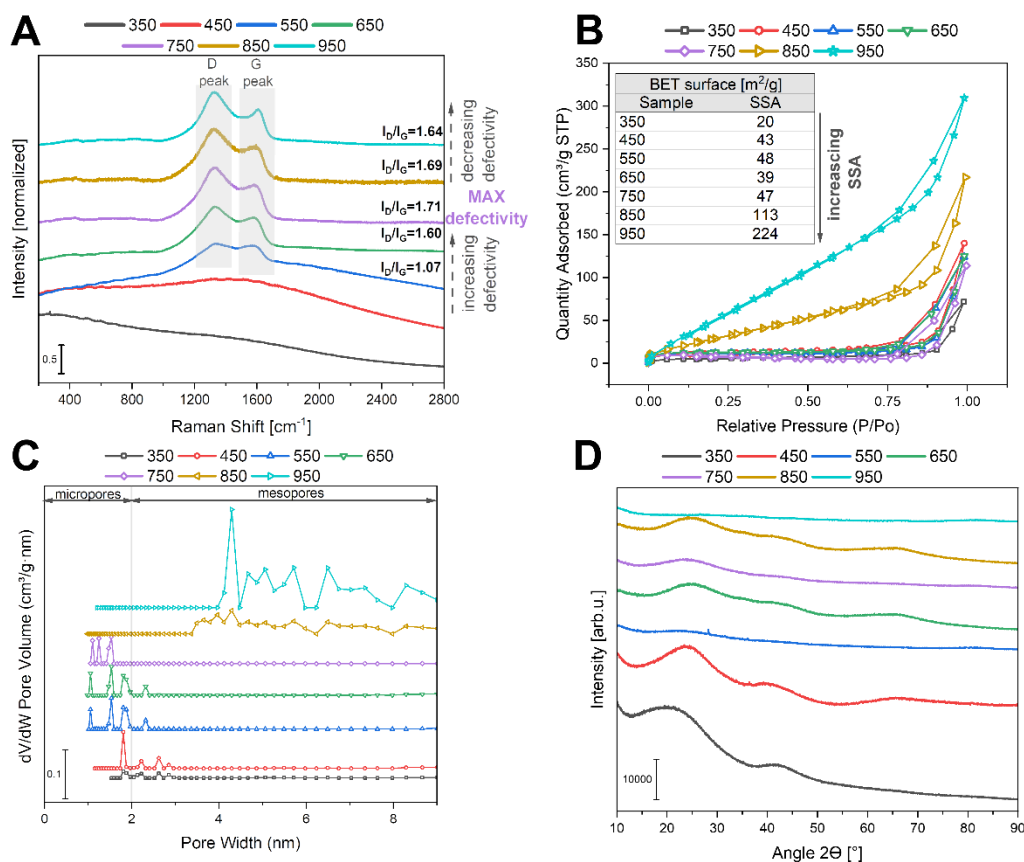 A
350 450 550 650
750 850 950
D
peak
G
peak
I_D/I_G=1.64
I_D/I_G=1.69
I_D/I_G=1.71
I_D/I_G=1.60
I_D/I_G=1.07
decreasing
defectivity
MAX
defectivity
increasing
defectivity
0.5
Intensity [normalized]
400 800 1200 1600 2000 2400 2800
Raman Shift [cm⁻¹]
B
350 450 550 650
750 850 950
BET surface [m²/g]
Sample SSA
350 20
450 43
550 48
650 39
750 47
850 113
950 224
increascing
SSA
350
300
250
200
150
100
50
0
Quantity Adsorbed (cm³/g STP)
0.00 0.25 0.50 0.75 1.00
Relative Pressure (P/Po)
C
350 450 550 650
750 850 950
micropores mesopores
0.1
dV/dW Pore Volume (cm³/g·nm)
0 2 4 6 8
Pore Width (nm)
D
350 450 550 650
750 850 950
10000
Intensity [arb.u.]
10 20 30 40 50 60 70 80 90
Angle 2Θ [°]